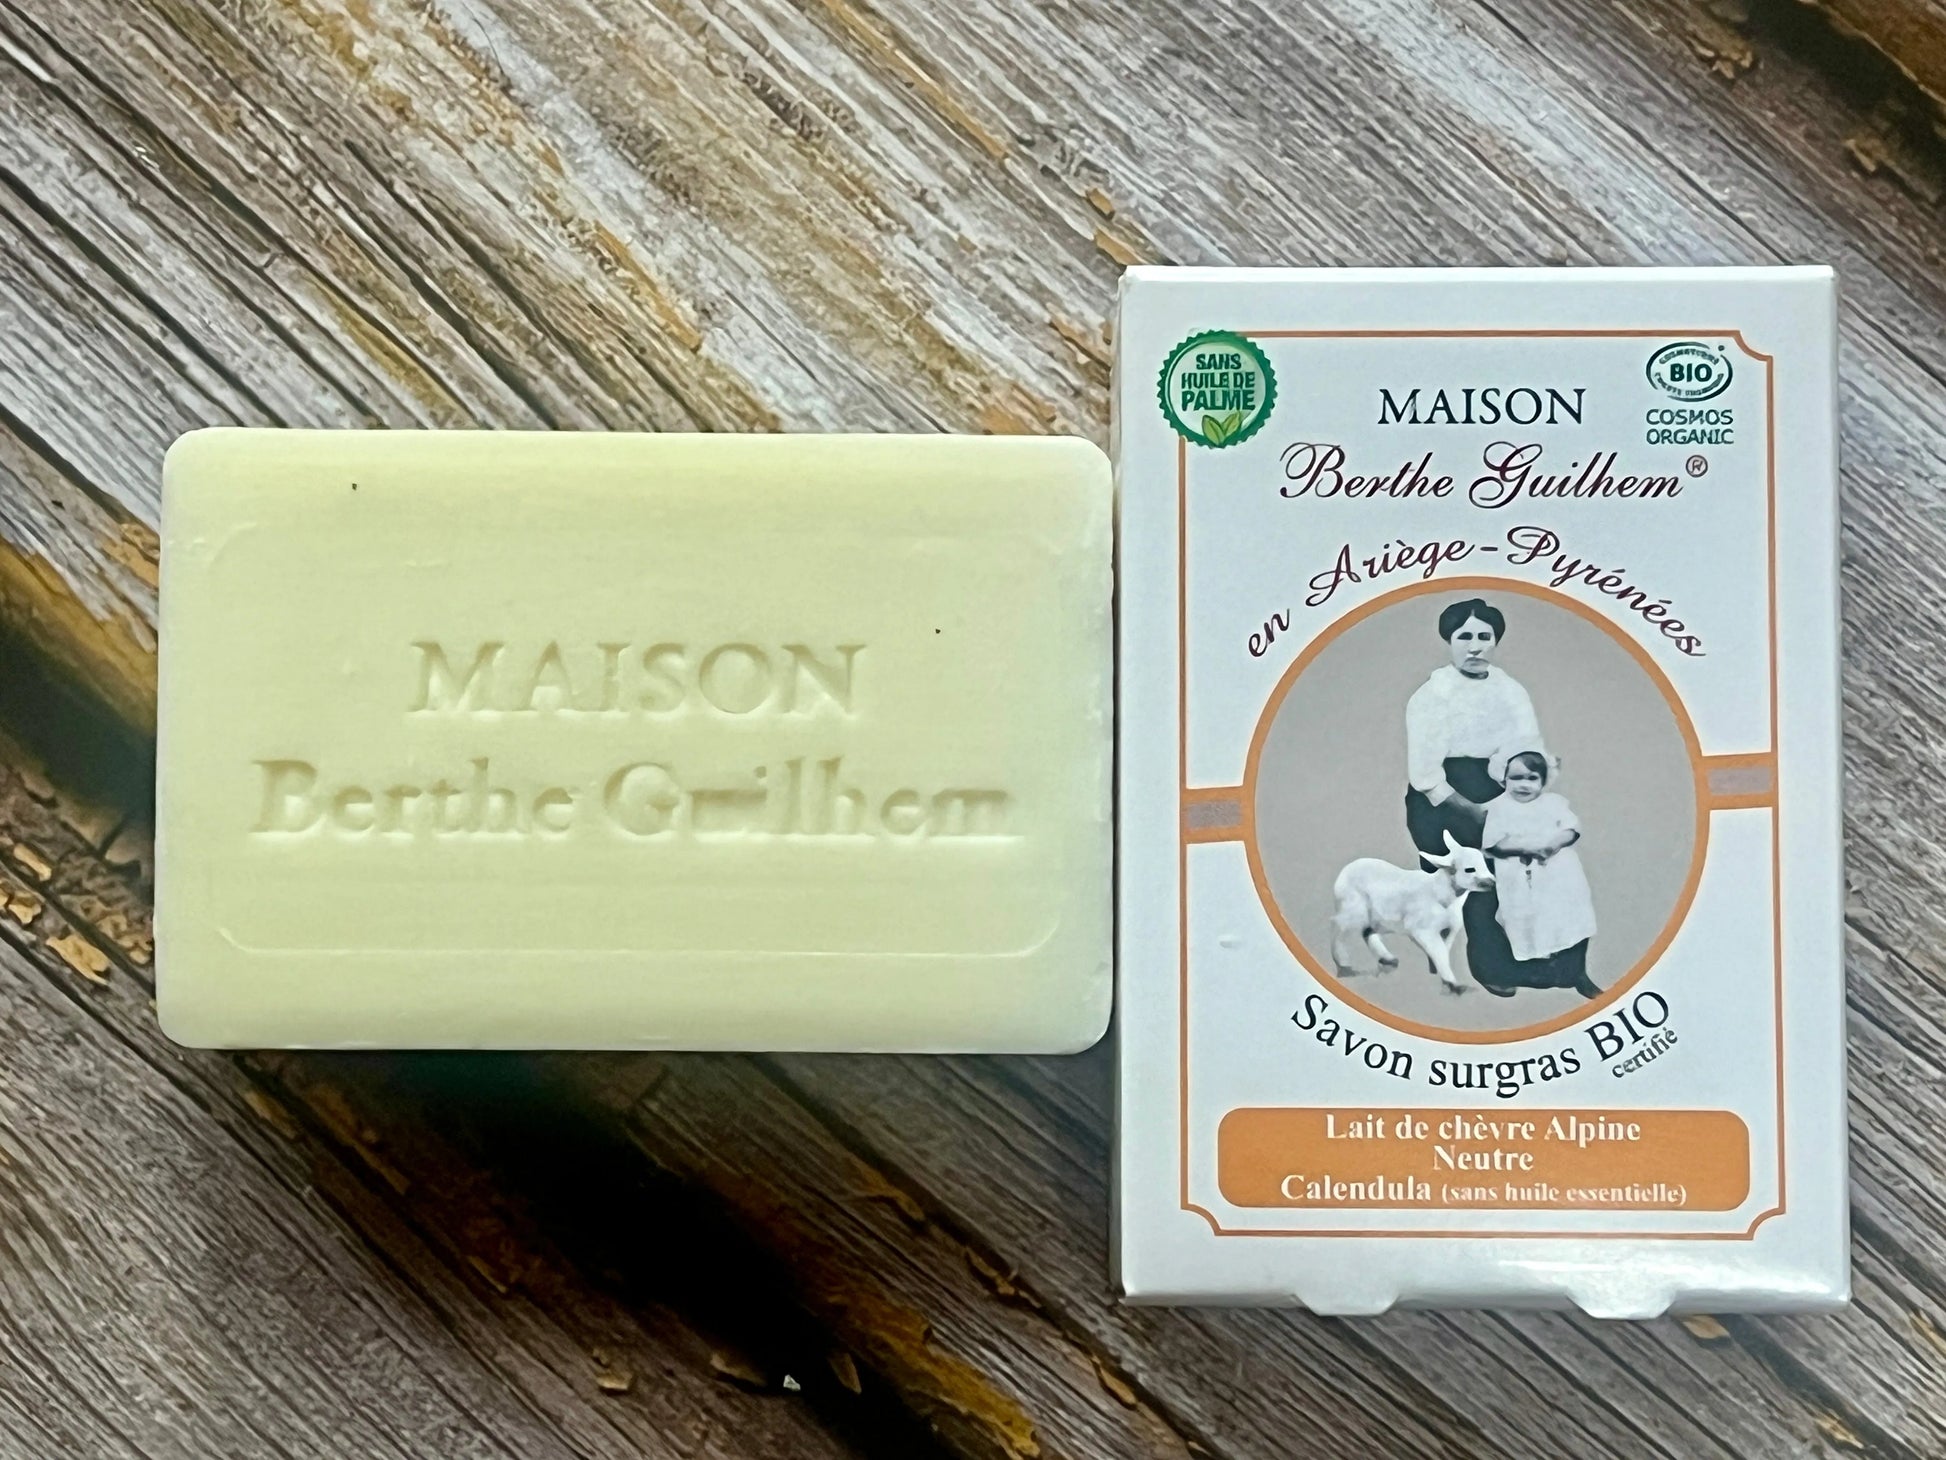 MAISON
Berthe Guilhem
SANS
HUILE DE
PALME
BIO
COSMOS
ORGANIC
MAISON
Berthe Guilhem®
en Ariège-Pyrénées
Savon surgras BIO
certifié
Lait de chèvre Alpine
Neutre
Calendula (sans huile essentielle)